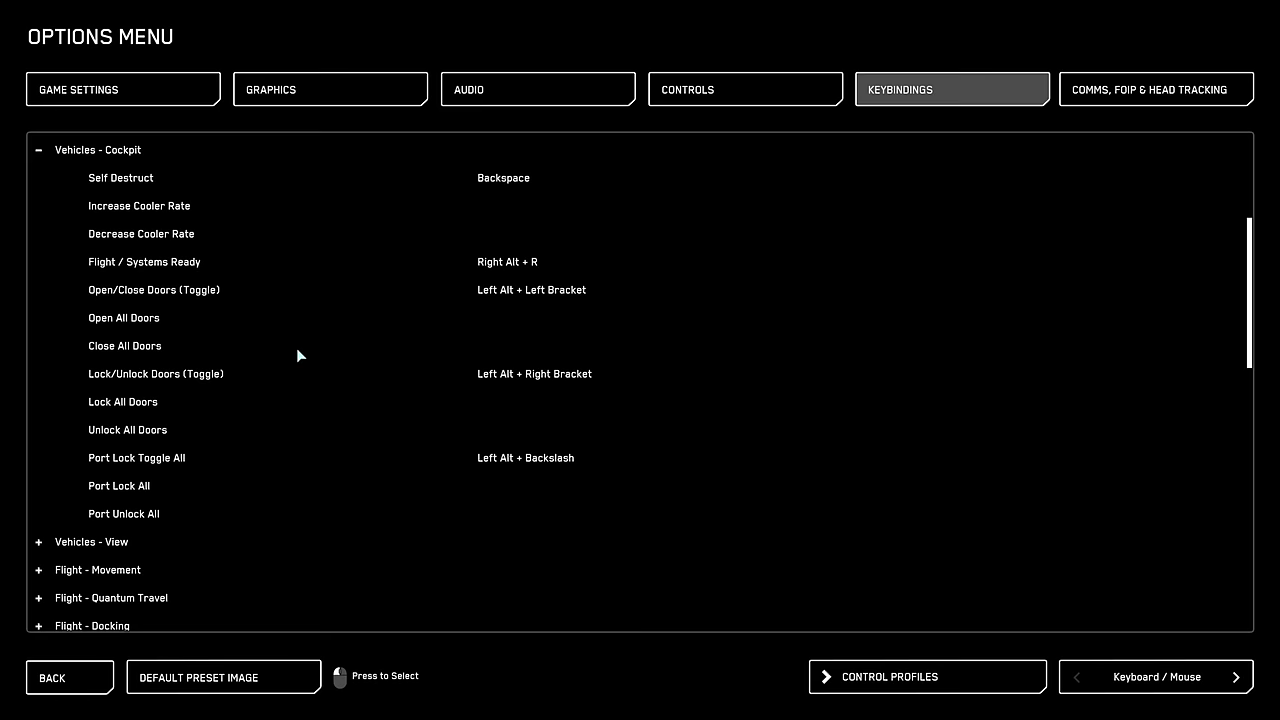 OPTIONS MENU
GAME SETTINGS
GRAPHICS
AUDIO
CONTROLS
KEYBINDINGS
COMMS, FOIP & HEAD TRACKING
− Vehicles - Cockpit
Self Destruct Backspace
Increase Cooler Rate
Decrease Cooler Rate
Flight / Systems Ready Right Alt + R
Open/Close Doors (Toggle) Left Alt + Left Bracket
Open All Doors
Close All Doors
Lock/Unlock Doors (Toggle) Left Alt + Right Bracket
Lock All Doors
Unlock All Doors
Port Lock Toggle All Left Alt + Backslash
Port Lock All
Port Unlock All
+ Vehicles - View
+ Flight - Movement
+ Flight - Quantum Travel
+ Flight - Docking
BACK
DEFAULT PRESET IMAGE
Press to Select
CONTROL PROFILES
Keyboard / Mouse